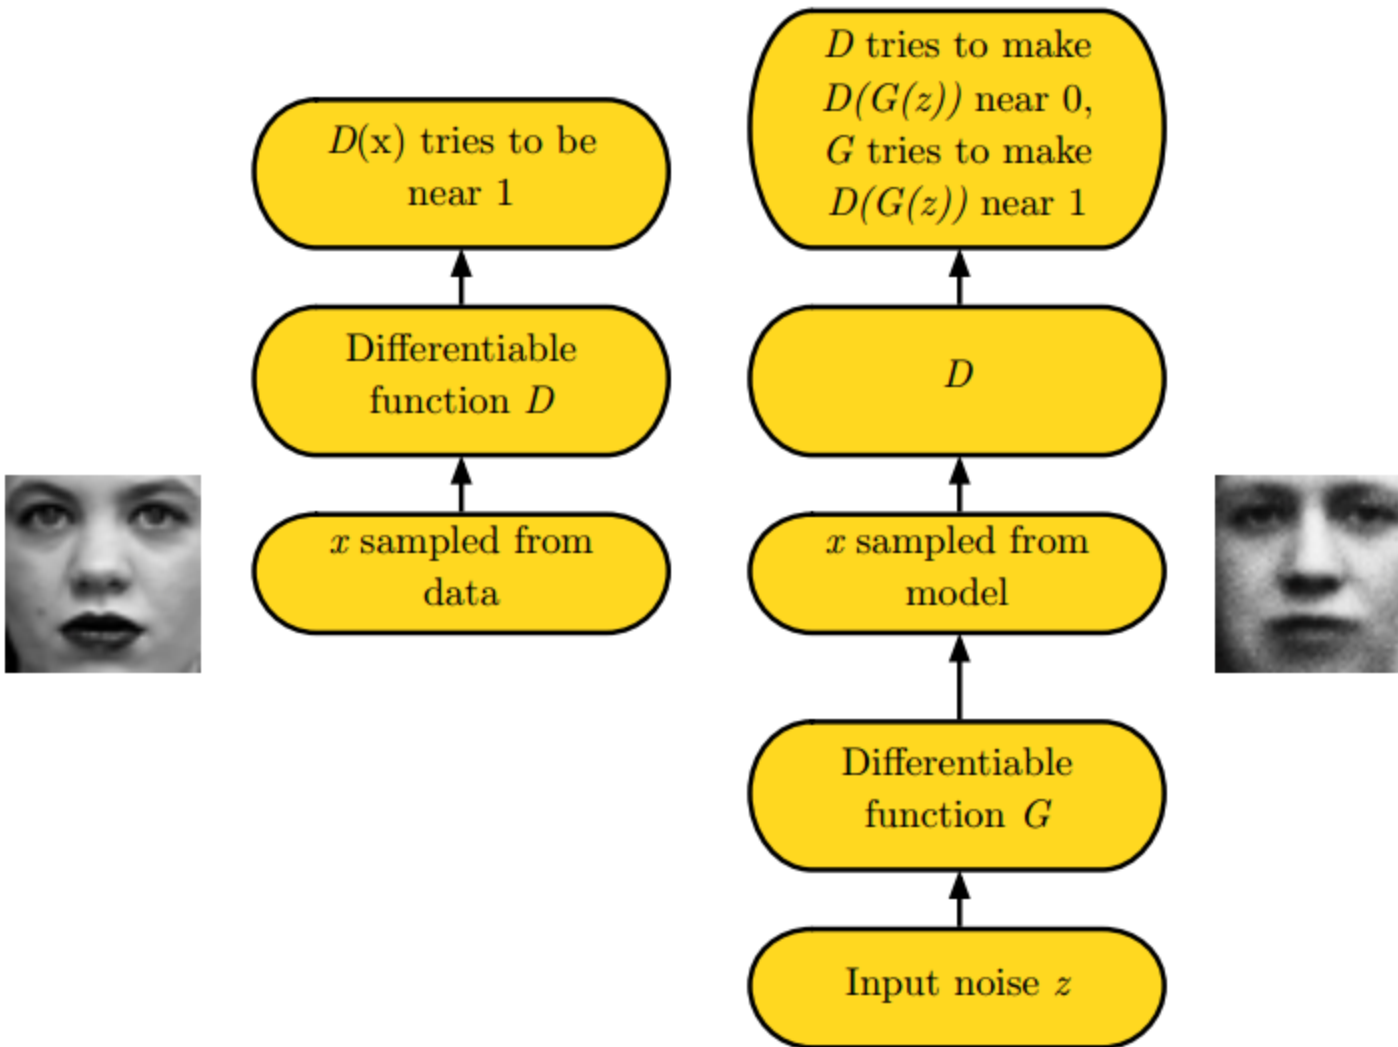 D(x) tries to be
near 1
Differentiable
function D
x sampled from
data
D tries to make
D(G(z)) near 0,
G tries to make
D(G(z)) near 1
D
x sampled from
model
Differentiable
function G
Input noise z